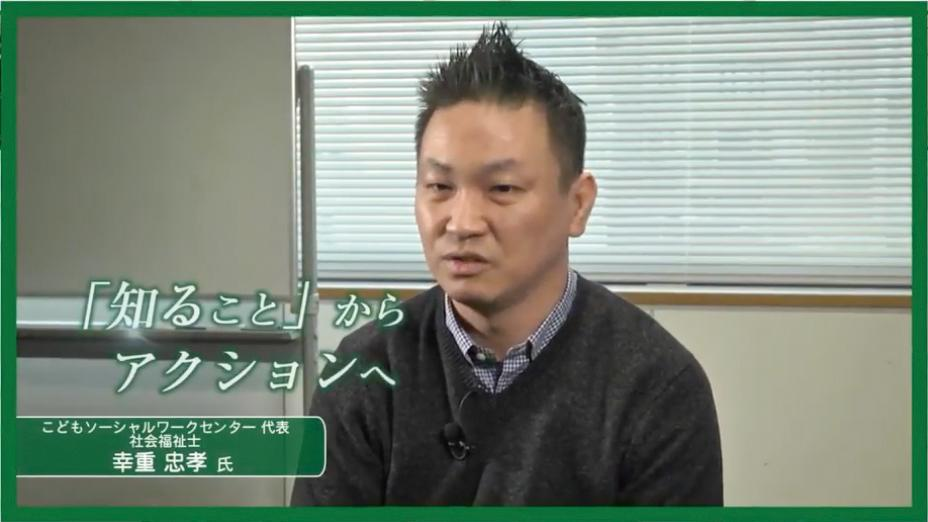 「知ること」から
アクションへ
こどもソーシャルワークセンター 代表
社会福祉士
幸重 忠孝 氏